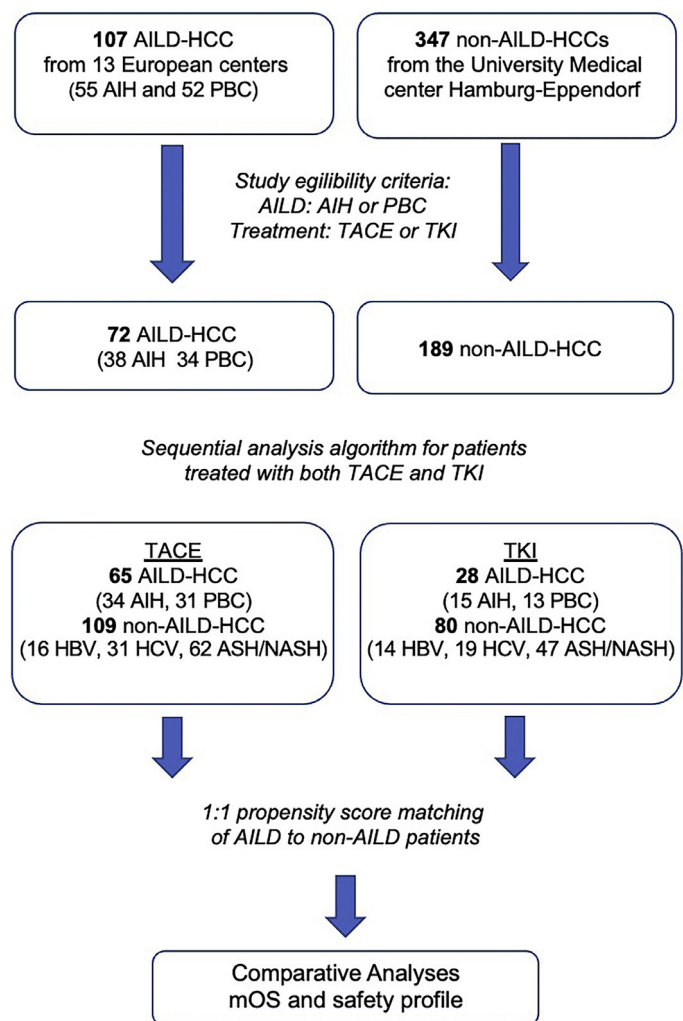 107 AILD-HCC
from 13 European centers
(55 AIH and 52 PBC)
347 non-AILD-HCCs
from the University Medical
center Hamburg-Eppendorf
Study egilibility criteria:
AILD: AIH or PBC
Treatment: TACE or TKI
72 AILD-HCC
(38 AIH 34 PBC)
189 non-AILD-HCC
Sequential analysis algorithm for patients
treated with both TACE and TKI
TACE
65 AILD-HCC
(34 AIH, 31 PBC)
109 non-AILD-HCC
(16 HBV, 31 HCV, 62 ASH/NASH)
TKI
28 AILD-HCC
(15 AIH, 13 PBC)
80 non-AILD-HCC
(14 HBV, 19 HCV, 47 ASH/NASH)
1:1 propensity score matching
of AILD to non-AILD patients
Comparative Analyses
mOS and safety profile